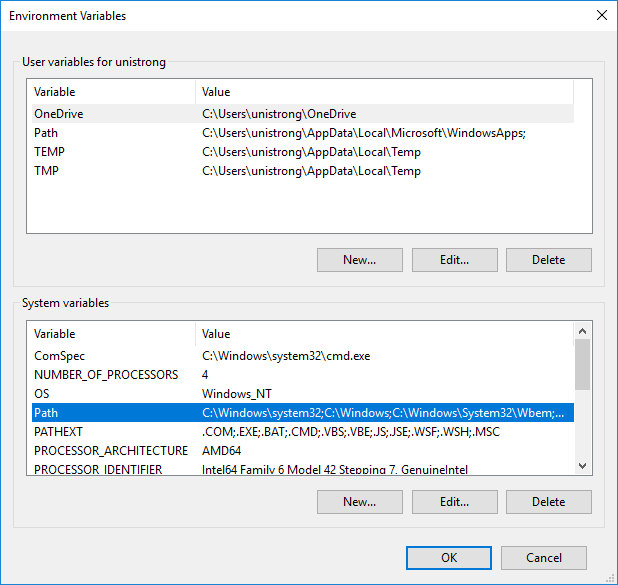 Environment Variables
User variables for unistrong
Variable Value
OneDrive C:\Users\unistrong\OneDrive
Path C:\Users\unistrong\AppData\Local\Microsoft\WindowsApps;
TEMP C:\Users\unistrong\AppData\Local\Temp
TMP C:\Users\unistrong\AppData\Local\Temp
New... Edit... Delete
System variables
Variable Value
ComSpec C:\Windows\system32\cmd.exe
NUMBER_OF_PROCESSORS 4
OS Windows_NT
Path C:\Windows\system32;C:\Windows;C:\Windows\System32\Wbem;...
PATHEXT .COM;.EXE;.BAT;.CMD;.VBS;.VBE;.JS;.JSE;.WSF;.WSH;.MSC
PROCESSOR_ARCHITECTURE AMD64
PROCESSOR_IDENTIFIER Intel64 Family 6 Model 42 Stepping 7, GenuineIntel
New... Edit... Delete
OK Cancel